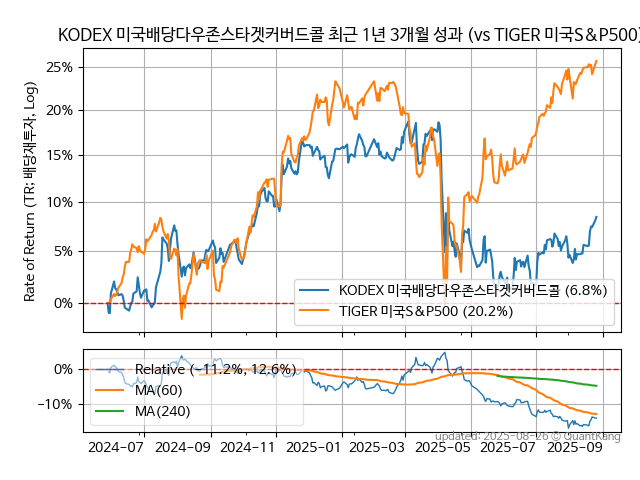 KODEX 미국배당다우존스타겟커버드콜 최근 1년 3개월 성과 (vs TIGER 미국S&P500)
Rate of Return (TR: 배당재투자, Log)
25%
20%
15%
10%
5%
0%
KODEX 미국배당다우존스타겟커버드콜 (6.8%)
TIGER 미국S&P500 (20.2%)
0%
−10%
Relative (−11.2%, 12.6%)
MA(60)
MA(240)
updated: 2025-08-26 © QuantKang
2024-07 2024-09 2024-11 2025-01 2025-03 2025-05 2025-07 2025-09